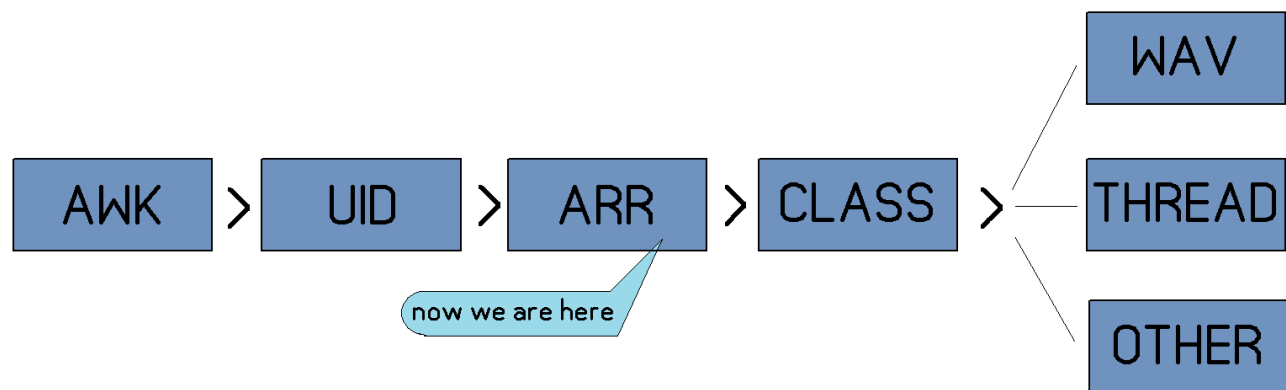 AWK > UID > ARR > CLASS >
WAV
THREAD
OTHER
now we are here